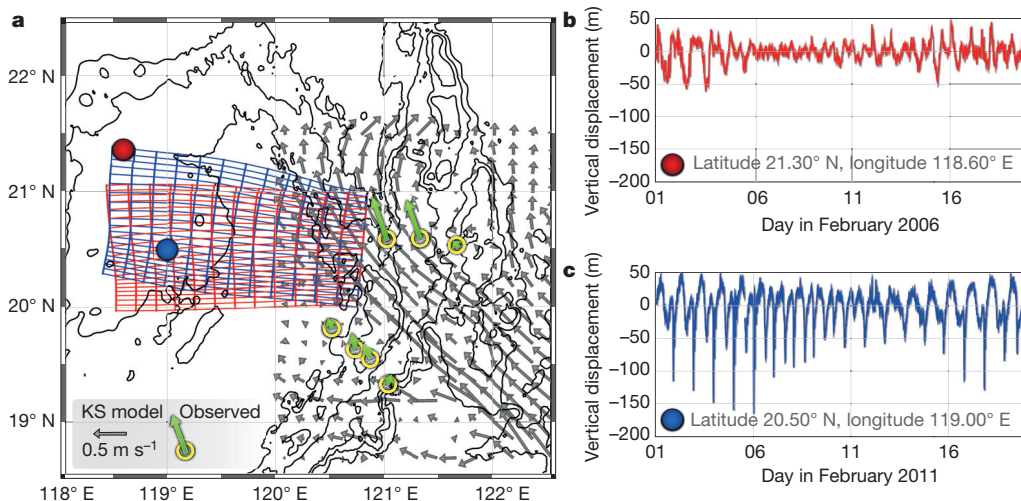 a
22° N
21° N
20° N
19° N
118° E
119° E
120° E
121° E
122° E
KS model Observed
0.5 m s⁻¹
b
Vertical displacement (m)
50
0
−50
−100
−150
−200
Latitude 21.30° N, longitude 118.60° E
01
06
11
16
Day in February 2006
c
Vertical displacement (m)
50
0
−50
−100
−150
−200
Latitude 20.50° N, longitude 119.00° E
01
06
11
16
Day in February 2011